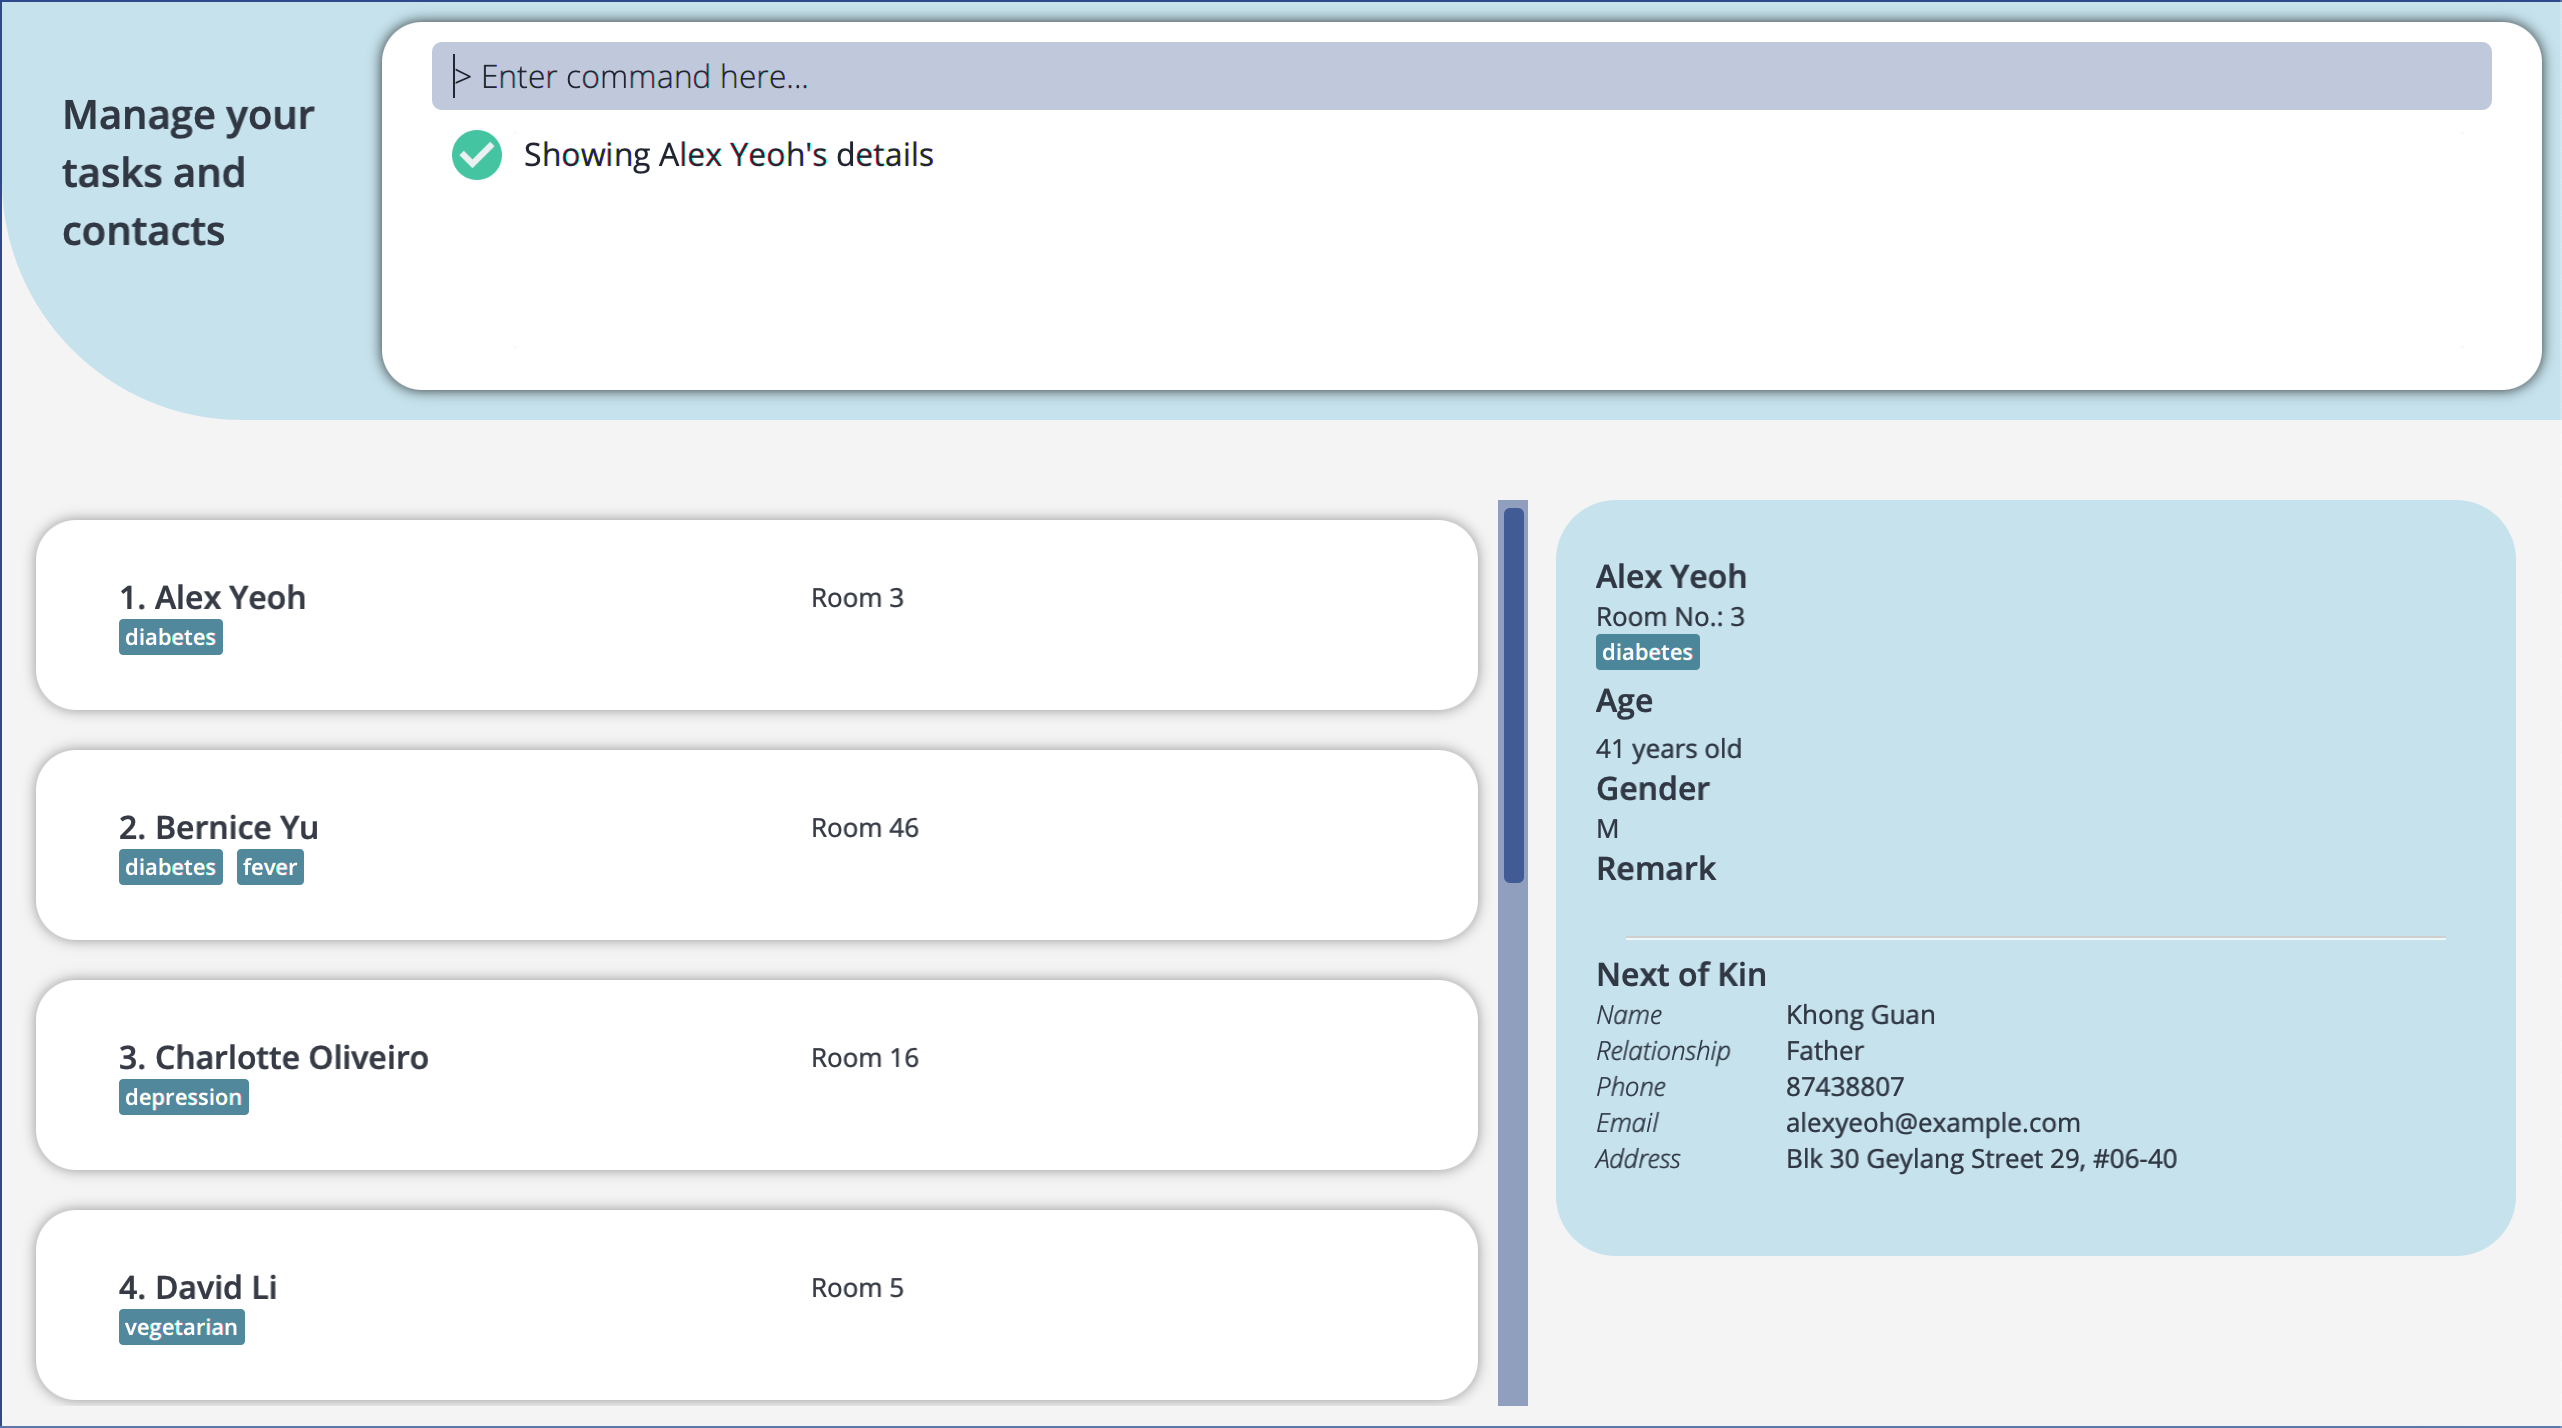 Manage your
tasks and
contacts
> Enter command here...
Showing Alex Yeoh's details
1. Alex Yeoh
Room 3
diabetes
2. Bernice Yu
Room 46
diabetes fever
3. Charlotte Oliveiro
Room 16
depression
4. David Li
Room 5
vegetarian
Alex Yeoh
Room No.: 3
diabetes
Age
41 years old
Gender
M
Remark
Next of Kin
Name Khong Guan
Relationship Father
Phone 87438807
Email alexyeoh@example.com
Address Blk 30 Geylang Street 29, #06-40